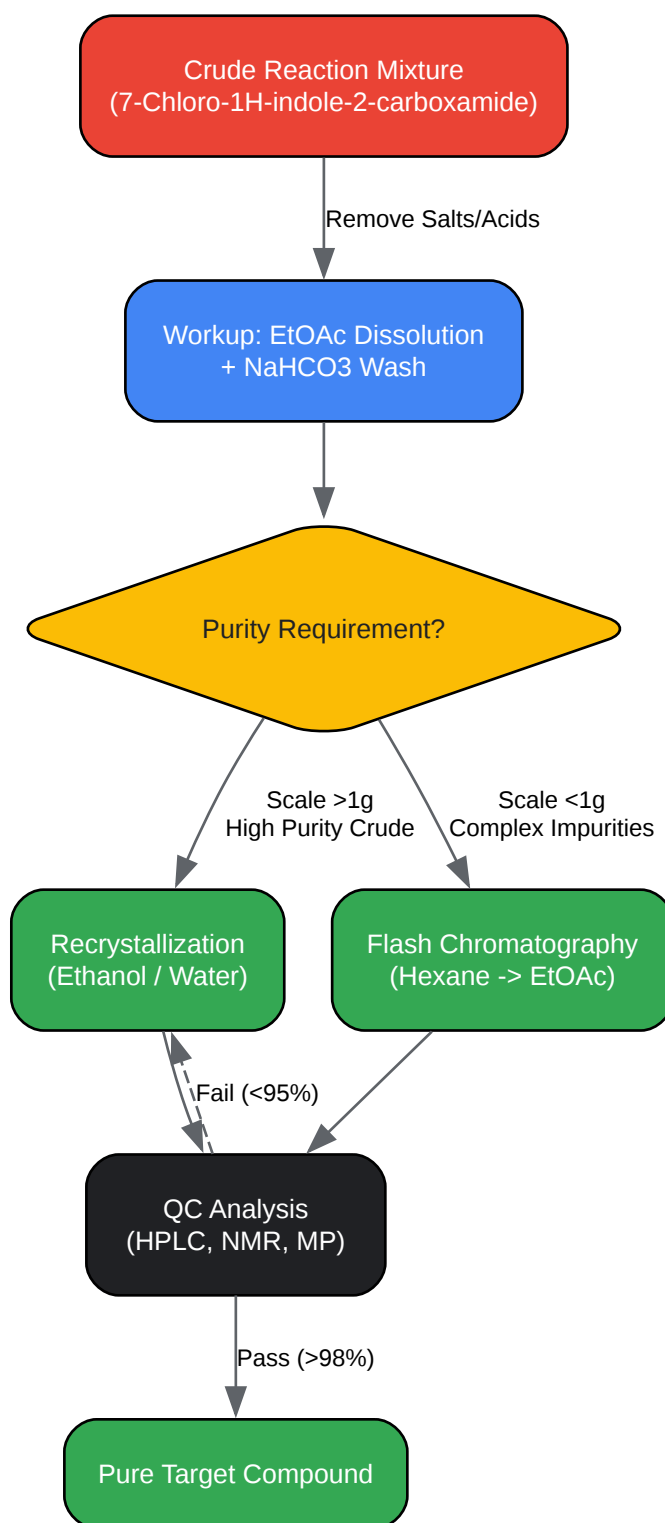 Crude Reaction Mixture
(7-Chloro-1H-indole-2-carboxamide)
Remove Salts/Acids
Workup: EtOAc Dissolution
+ NaHCO3 Wash
Purity Requirement?
Scale >1g
High Purity Crude
Scale <1g
Complex Impurities
Recrystallization
(Ethanol / Water)
Flash Chromatography
(Hexane -> EtOAc)
Fail (<95%)
QC Analysis
(HPLC, NMR, MP)
Pass (>98%)
Pure Target Compound